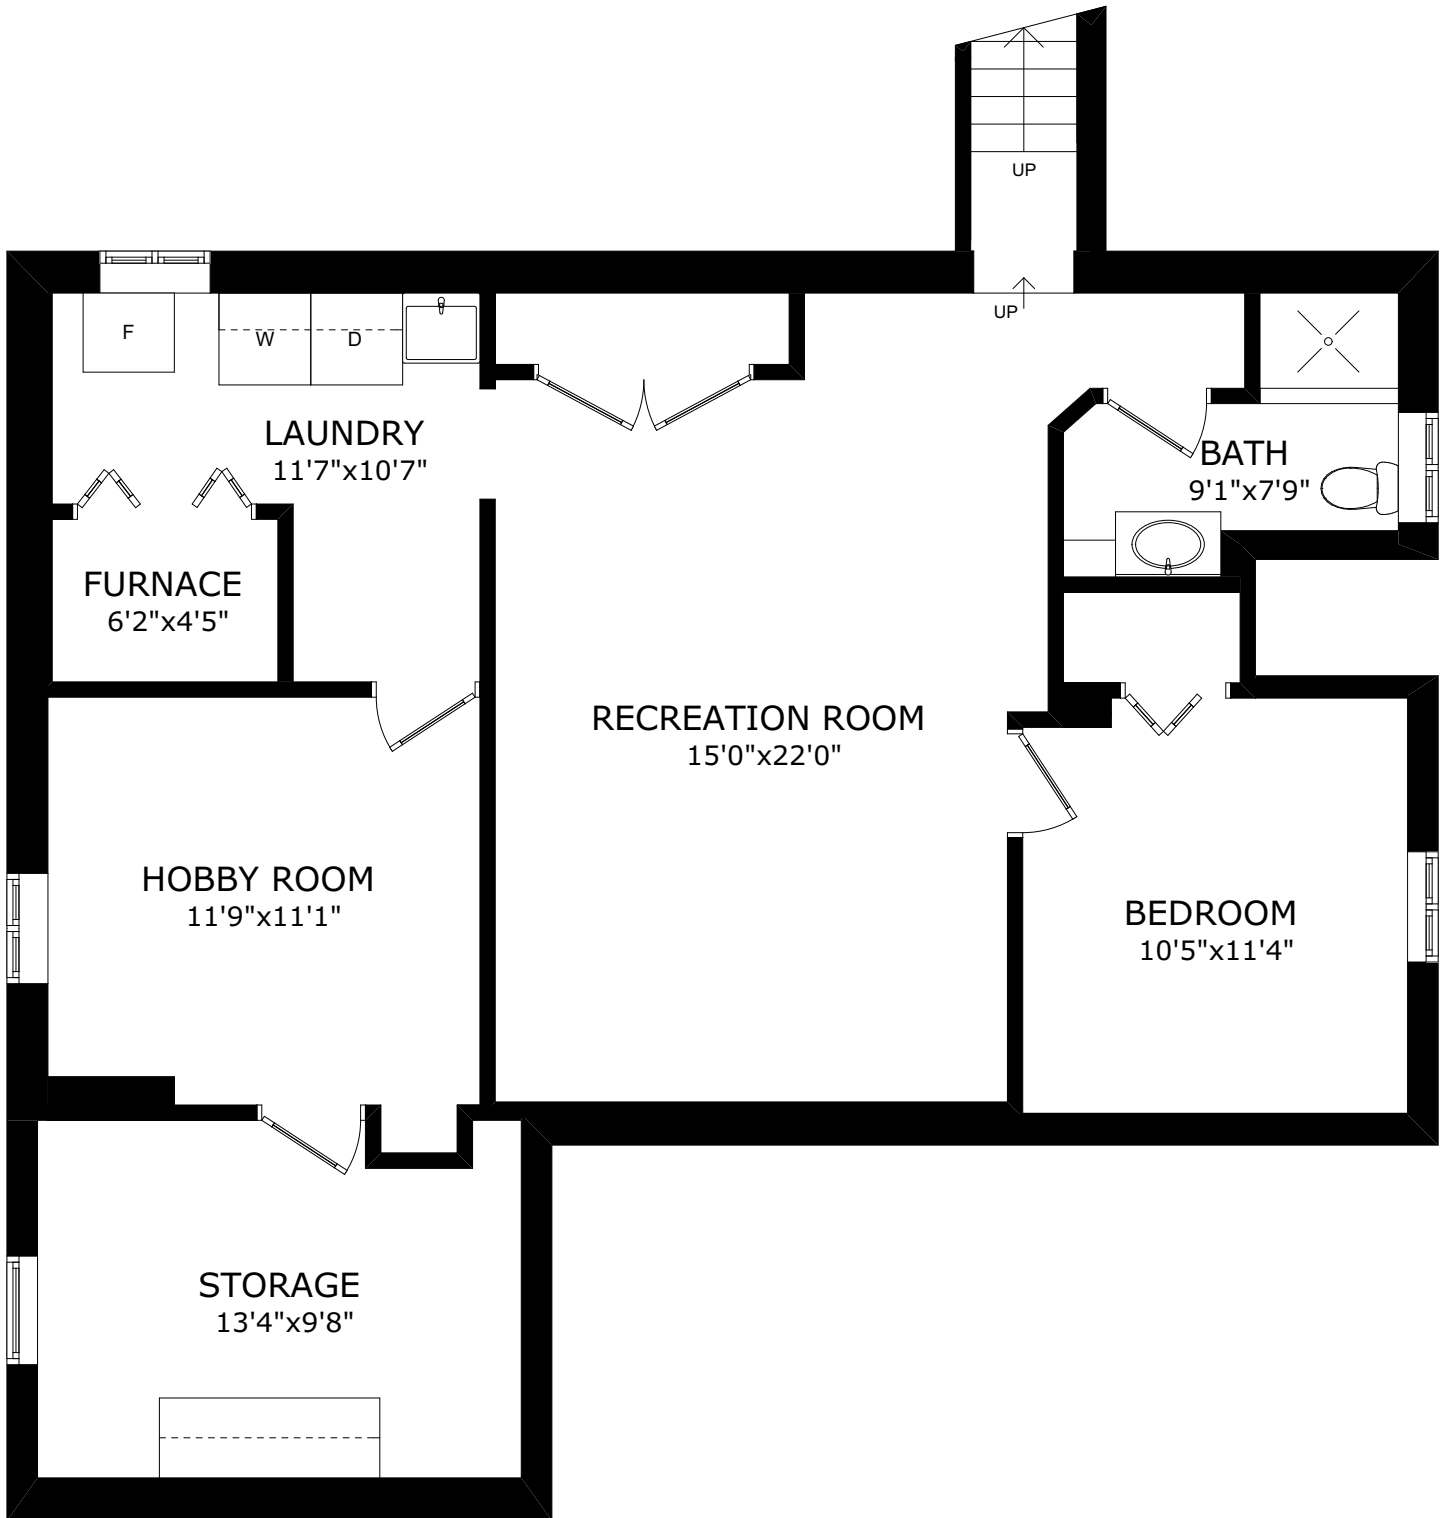 UP
UP
F
W
D
LAUNDRY
11'7"x10'7"
BATH
9'1"x7'9"
FURNACE
6'2"x4'5"
RECREATION ROOM
15'0"x22'0"
HOBBY ROOM
11'9"x11'1"
BEDROOM
10'5"x11'4"
STORAGE
13'4"x9'8"